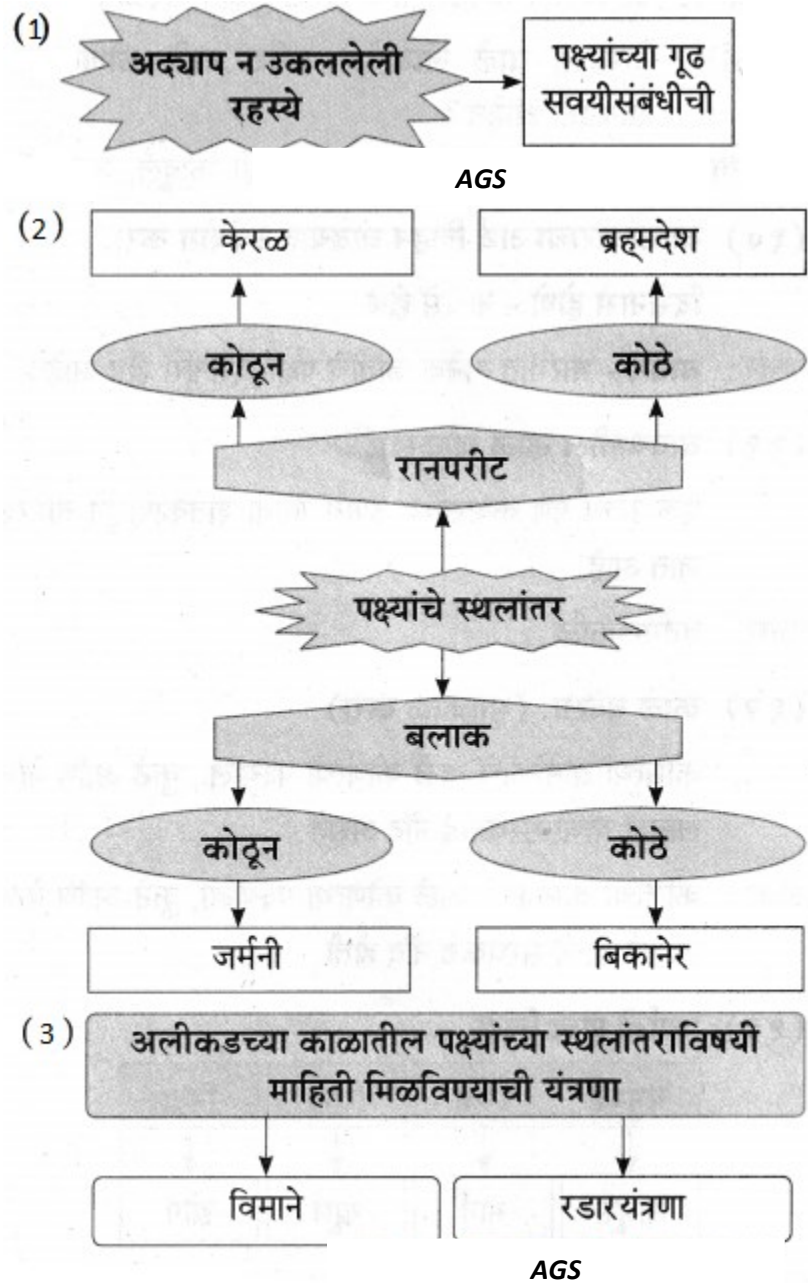 (1)
अद्याप न उकललेली
रहस्ये
पक्ष्यांच्या गूढ
सवयीसंबंधीची
AGS
(2)
केरळ
ब्रह्मदेश
कोठून
कोठे
रानपरीट
पक्ष्यांचे स्थलांतर
बलाक
कोठून
कोठे
जर्मनी
बिकानेर
(3)
अलीकडच्या काळातील पक्ष्यांच्या स्थलांतराविषयी
माहिती मिळविण्याची यंत्रणा
विमाने
रडारयंत्रणा
AGS